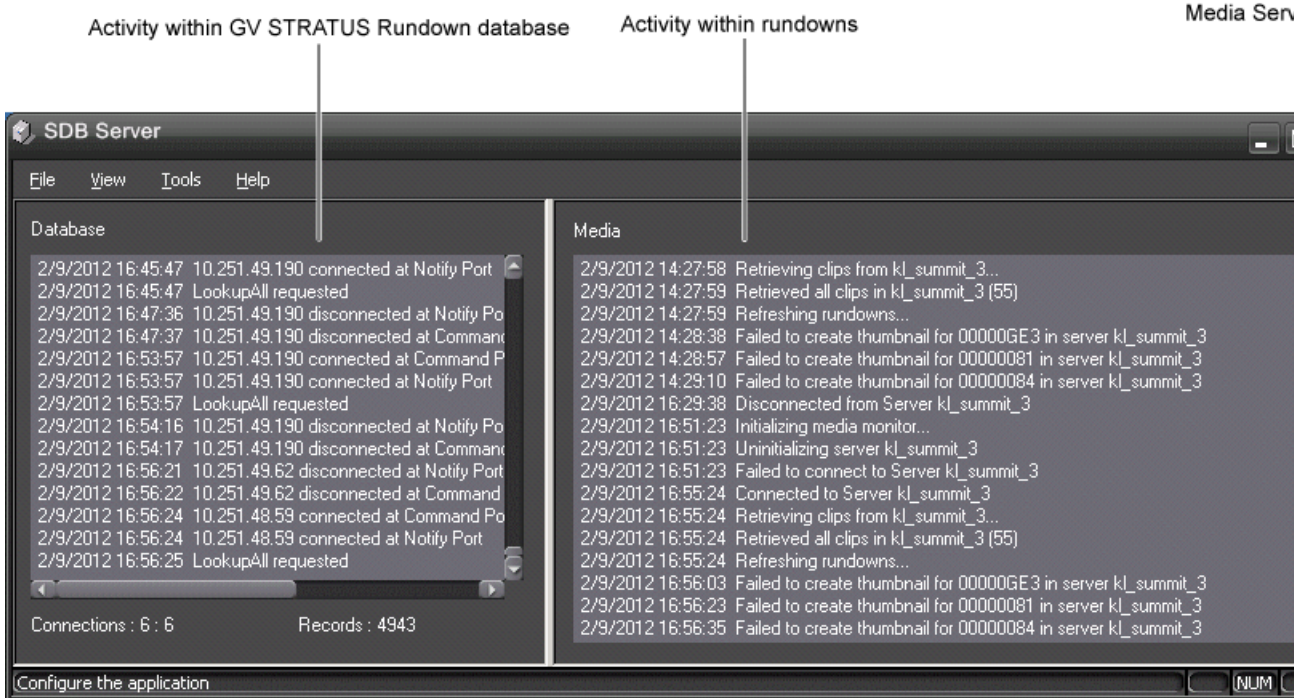 Activity within GV STRATUS Rundown database
Activity within rundowns
Media Serv
SDB Server
File View Tools Help
Database
2/9/2012 16:45:47 10.251.49.190 connected at Notify Port
2/9/2012 16:45:47 LookupAll requested
2/9/2012 16:47:36 10.251.49.190 disconnected at Notify Po
2/9/2012 16:47:37 10.251.49.190 disconnected at Command
2/9/2012 16:53:57 10.251.49.190 connected at Command P
2/9/2012 16:53:57 10.251.49.190 connected at Notify Port
2/9/2012 16:53:57 LookupAll requested
2/9/2012 16:54:16 10.251.49.190 disconnected at Notify Po
2/9/2012 16:54:17 10.251.49.190 disconnected at Command
2/9/2012 16:56:21 10.251.49.62 disconnected at Notify Port
2/9/2012 16:56:22 10.251.49.62 disconnected at Command
2/9/2012 16:56:24 10.251.48.59 connected at Command Po
2/9/2012 16:56:24 10.251.48.59 connected at Notify Port
2/9/2012 16:56:25 LookupAll requested
Connections : 6 : 6 Records : 4943
Media
2/9/2012 14:27:58 Retrieving clips from kl_summit_3...
2/9/2012 14:27:59 Retrieved all clips in kl_summit_3 (55)
2/9/2012 14:27:59 Refreshing rundowns...
2/9/2012 14:28:38 Failed to create thumbnail for 00000GE3 in server kl_summit_3
2/9/2012 14:28:57 Failed to create thumbnail for 00000081 in server kl_summit_3
2/9/2012 14:29:10 Failed to create thumbnail for 00000084 in server kl_summit_3
2/9/2012 16:29:38 Disconnected from Server kl_summit_3
2/9/2012 16:51:23 Initializing media monitor...
2/9/2012 16:51:23 Uninitializing server kl_summit_3
2/9/2012 16:51:23 Failed to connect to Server kl_summit_3
2/9/2012 16:55:24 Connected to Server kl_summit_3
2/9/2012 16:55:24 Retrieving clips from kl_summit_3...
2/9/2012 16:55:24 Retrieved all clips in kl_summit_3 (55)
2/9/2012 16:55:24 Refreshing rundowns...
2/9/2012 16:56:03 Failed to create thumbnail for 00000GE3 in server kl_summit_3
2/9/2012 16:56:23 Failed to create thumbnail for 00000081 in server kl_summit_3
2/9/2012 16:56:35 Failed to create thumbnail for 00000084 in server kl_summit_3
Configure the application
NUM